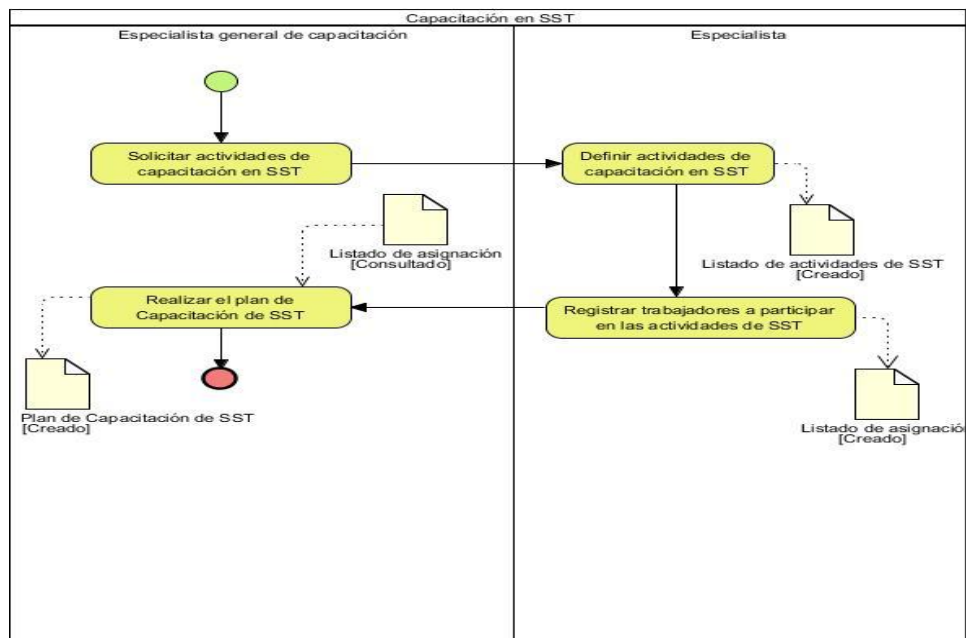 Capacitación en SST
Especialista general de capacitación
Especialista
Solicitar actividades de
capacitación en SST
Definir actividades de
capacitación en SST
Listado de asignación
[Consultado]
Listado de actividades de SST
[Creado]
Realizar el plan de
Capacitación de SST
Registrar trabajadores a participar
en las actividades de SST
Plan de Capacitación de SST
[Creado]
Listado de asignació
[Creado]